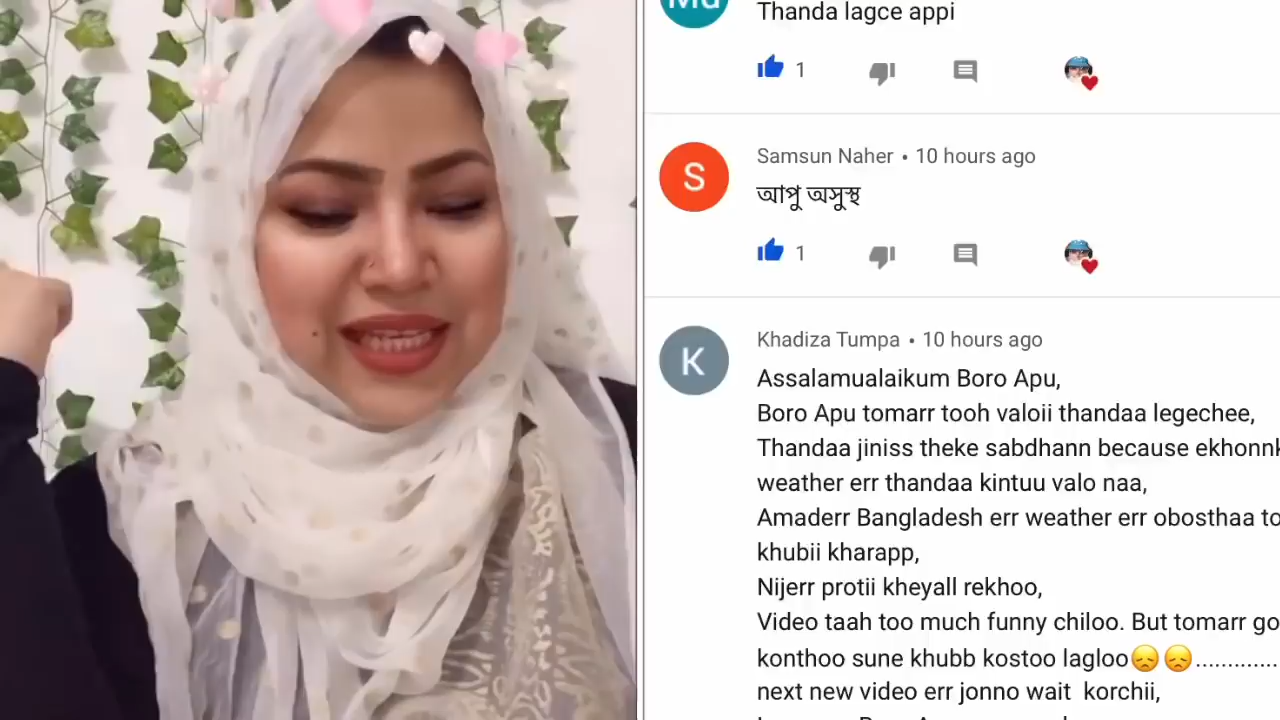 Thanda lagce appi
1
Samsun Naher • 10 hours ago
S
আপু অসুস্থ
1
Khadiza Tumpa • 10 hours ago
K
Assalamualaikum Boro Apu,
Boro Apu tomarr tooh valoii thandaa legechee,
Thandaa jiniss theke sabdhann because ekhonnk
weather err thandaa kintuu valo naa,
Amaderr Bangladesh err weather err obosthaa to
khubii kharapp,
Nijerr protii kheyall rekhoo,
Video taah too much funny chiloo. But tomarr go
konthoo sune khubb kostoo lagloo😞😞.............
next new video err jonno wait korchii,